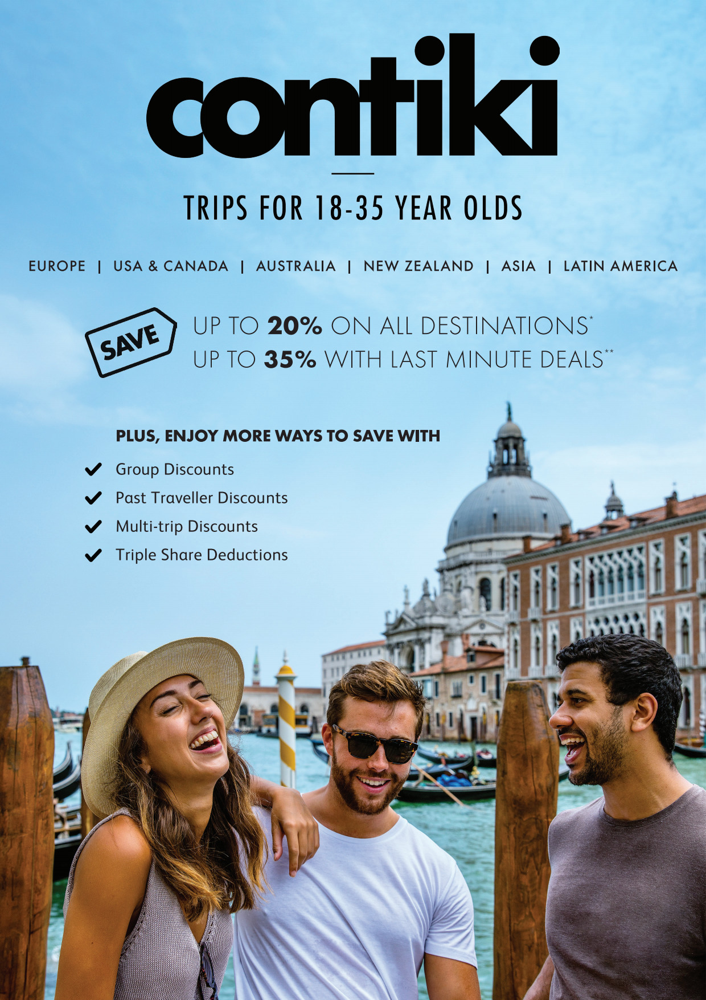 contiki
TRIPS FOR 18-35 YEAR OLDS
EUROPE | USA & CANADA | AUSTRALIA | NEW ZEALAND | ASIA | LATIN AMERICA
SAVE
UP TO 20% ON ALL DESTINATIONS*
UP TO 35% WITH LAST MINUTE DEALS**
PLUS, ENJOY MORE WAYS TO SAVE WITH
Group Discounts
Past Traveller Discounts
Multi-trip Discounts
Triple Share Deductions